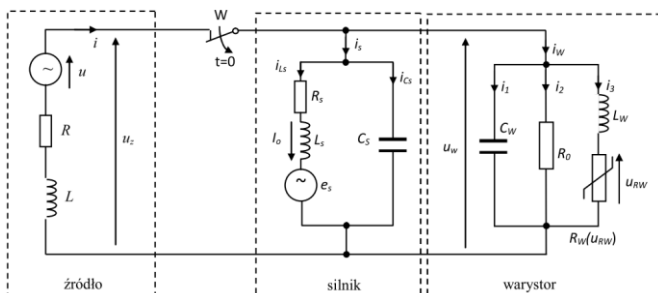 W
t=0
i
u
R
L
u_z
i_s
i_Ls
i_Cs
R_s
I_o
L_s
C_S
e_s
~
~
u_w
i_W
i_1
i_2
i_3
C_W
R_0
L_W
u_RW
R_W(u_RW)
źródło
silnik
warystor